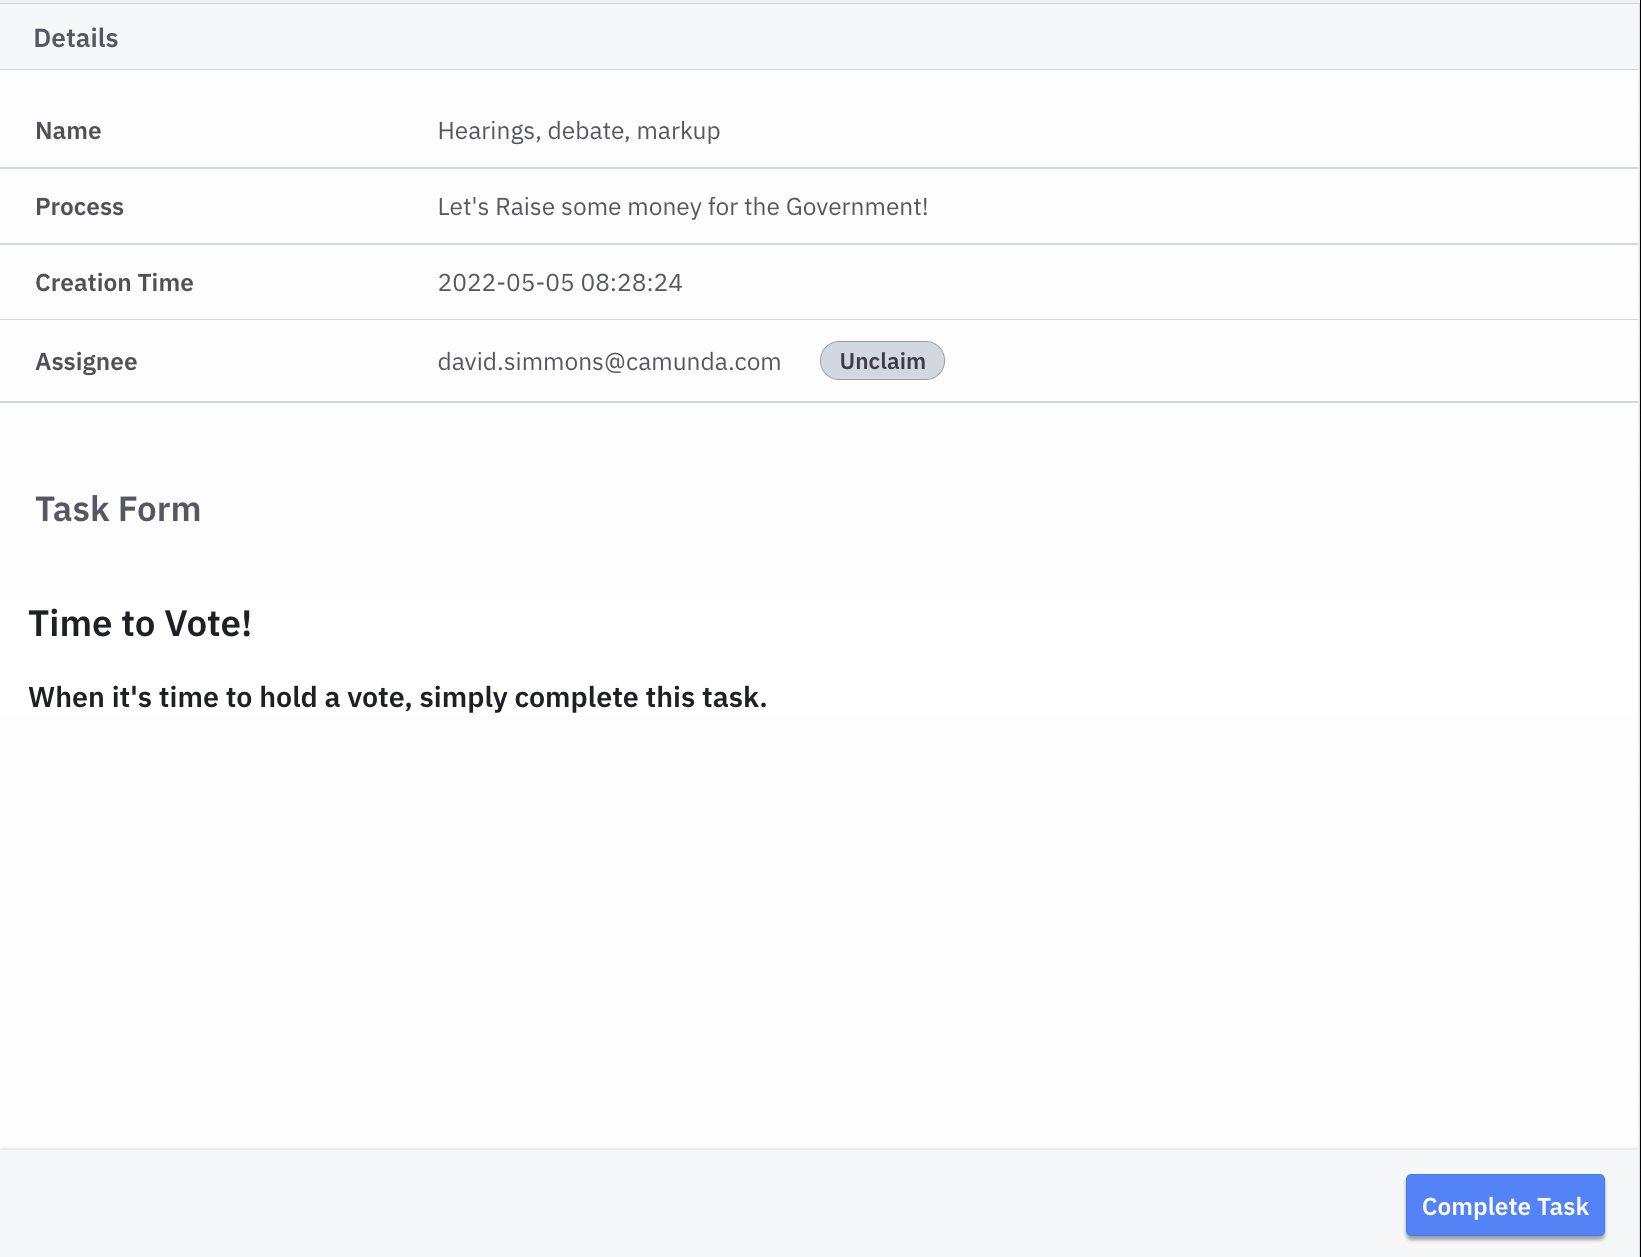 Details
Name Hearings, debate, markup
Process Let's Raise some money for the Government!
Creation Time 2022-05-05 08:28:24
Assignee david.simmons@camunda.com Unclaim
Task Form
Time to Vote!
When it's time to hold a vote, simply complete this task.
Complete Task